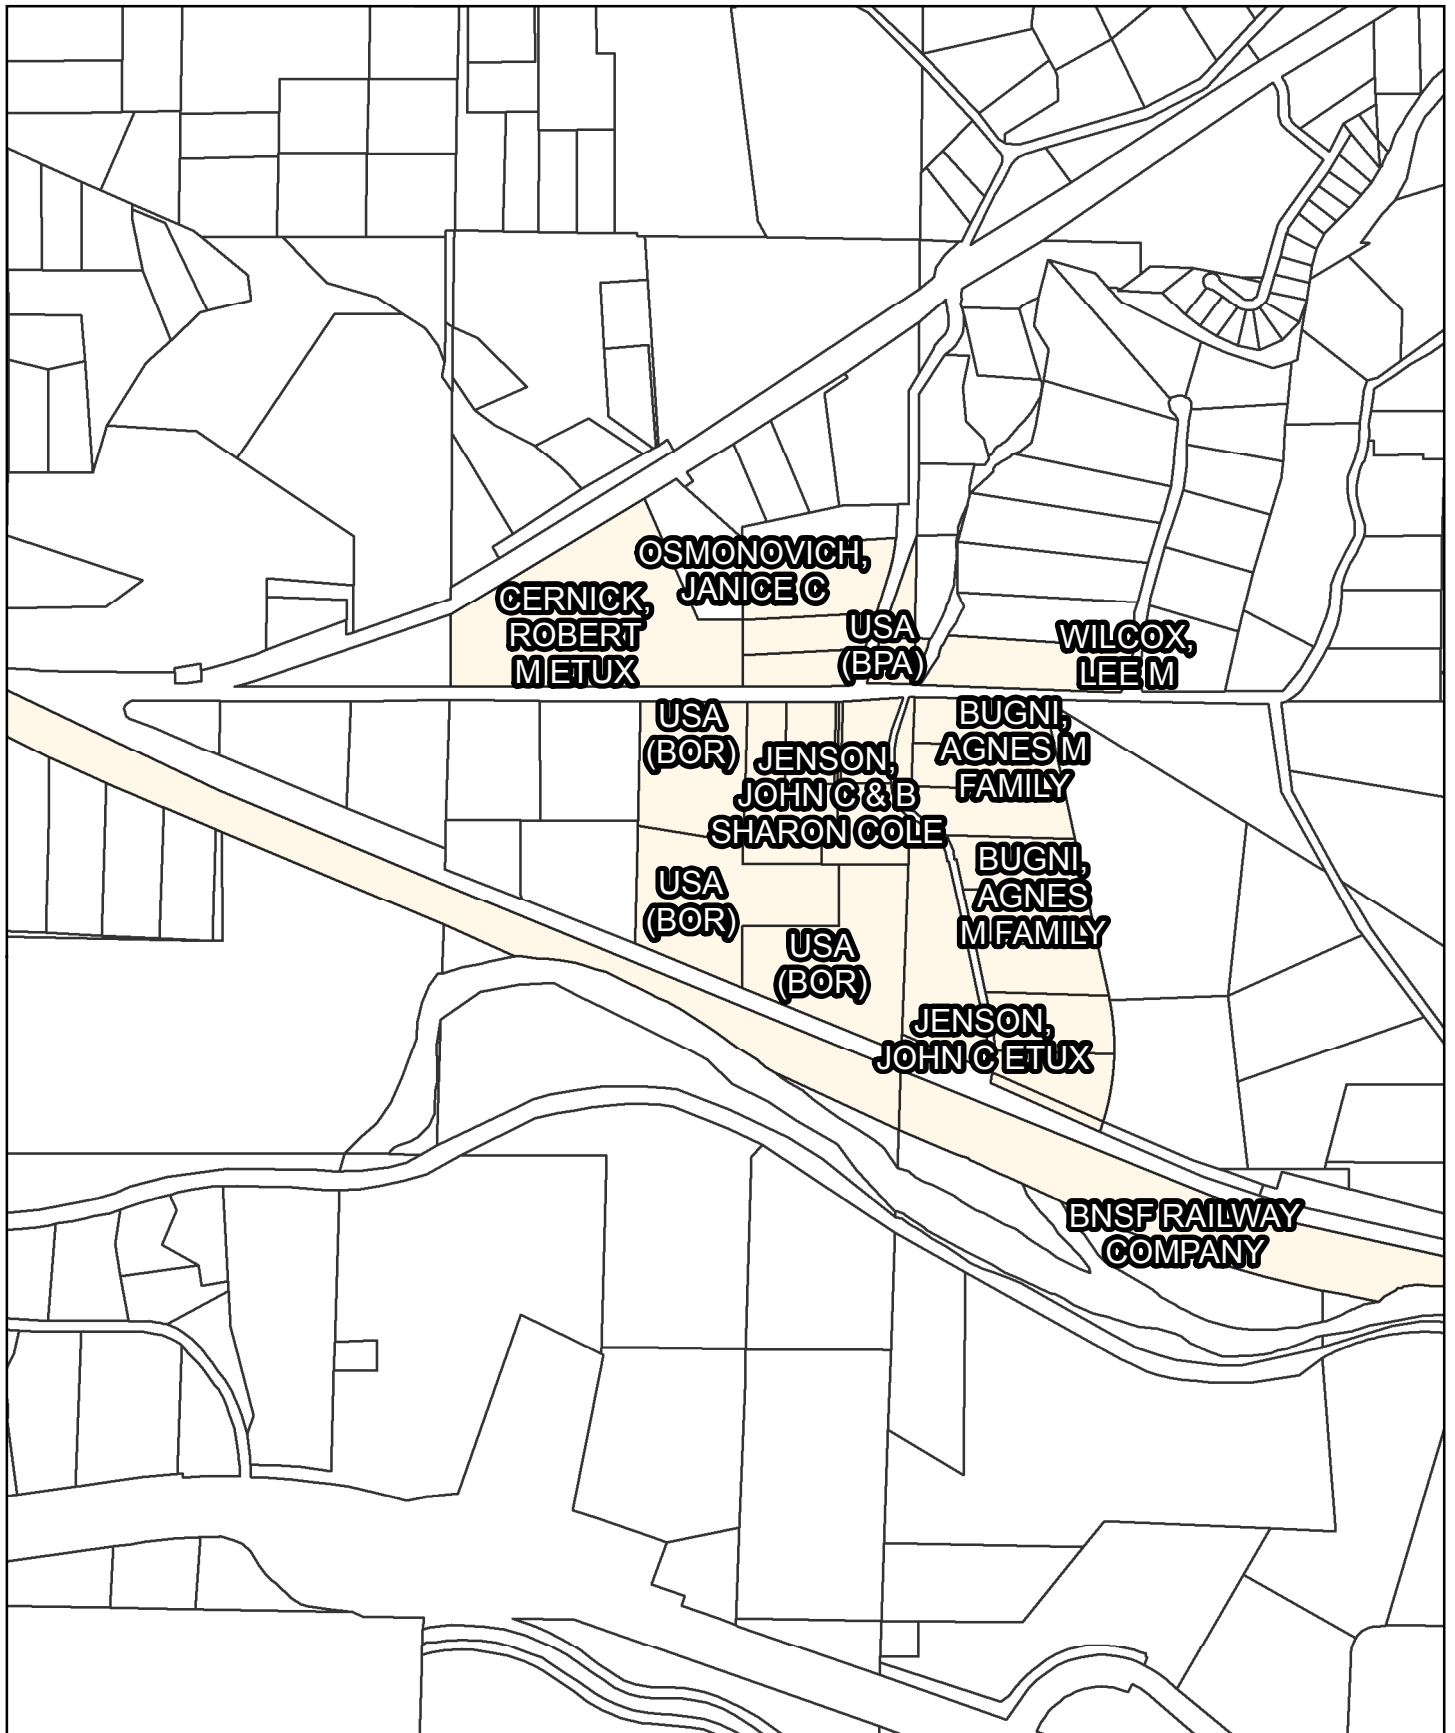 OSMONOVICH,
JANICE C
CERNICK,
ROBERT
M ETUX
USA
(BPA)
WILCOX,
LEE M
USA
(BOR)
JENSON,
JOHN C & B
SHARON COLE
BUGNI,
AGNES M
FAMILY
USA
(BOR)
BUGNI,
AGNES
M FAMILY
USA
(BOR)
JENSON,
JOHN C ETUX
BNSF RAILWAY
COMPANY